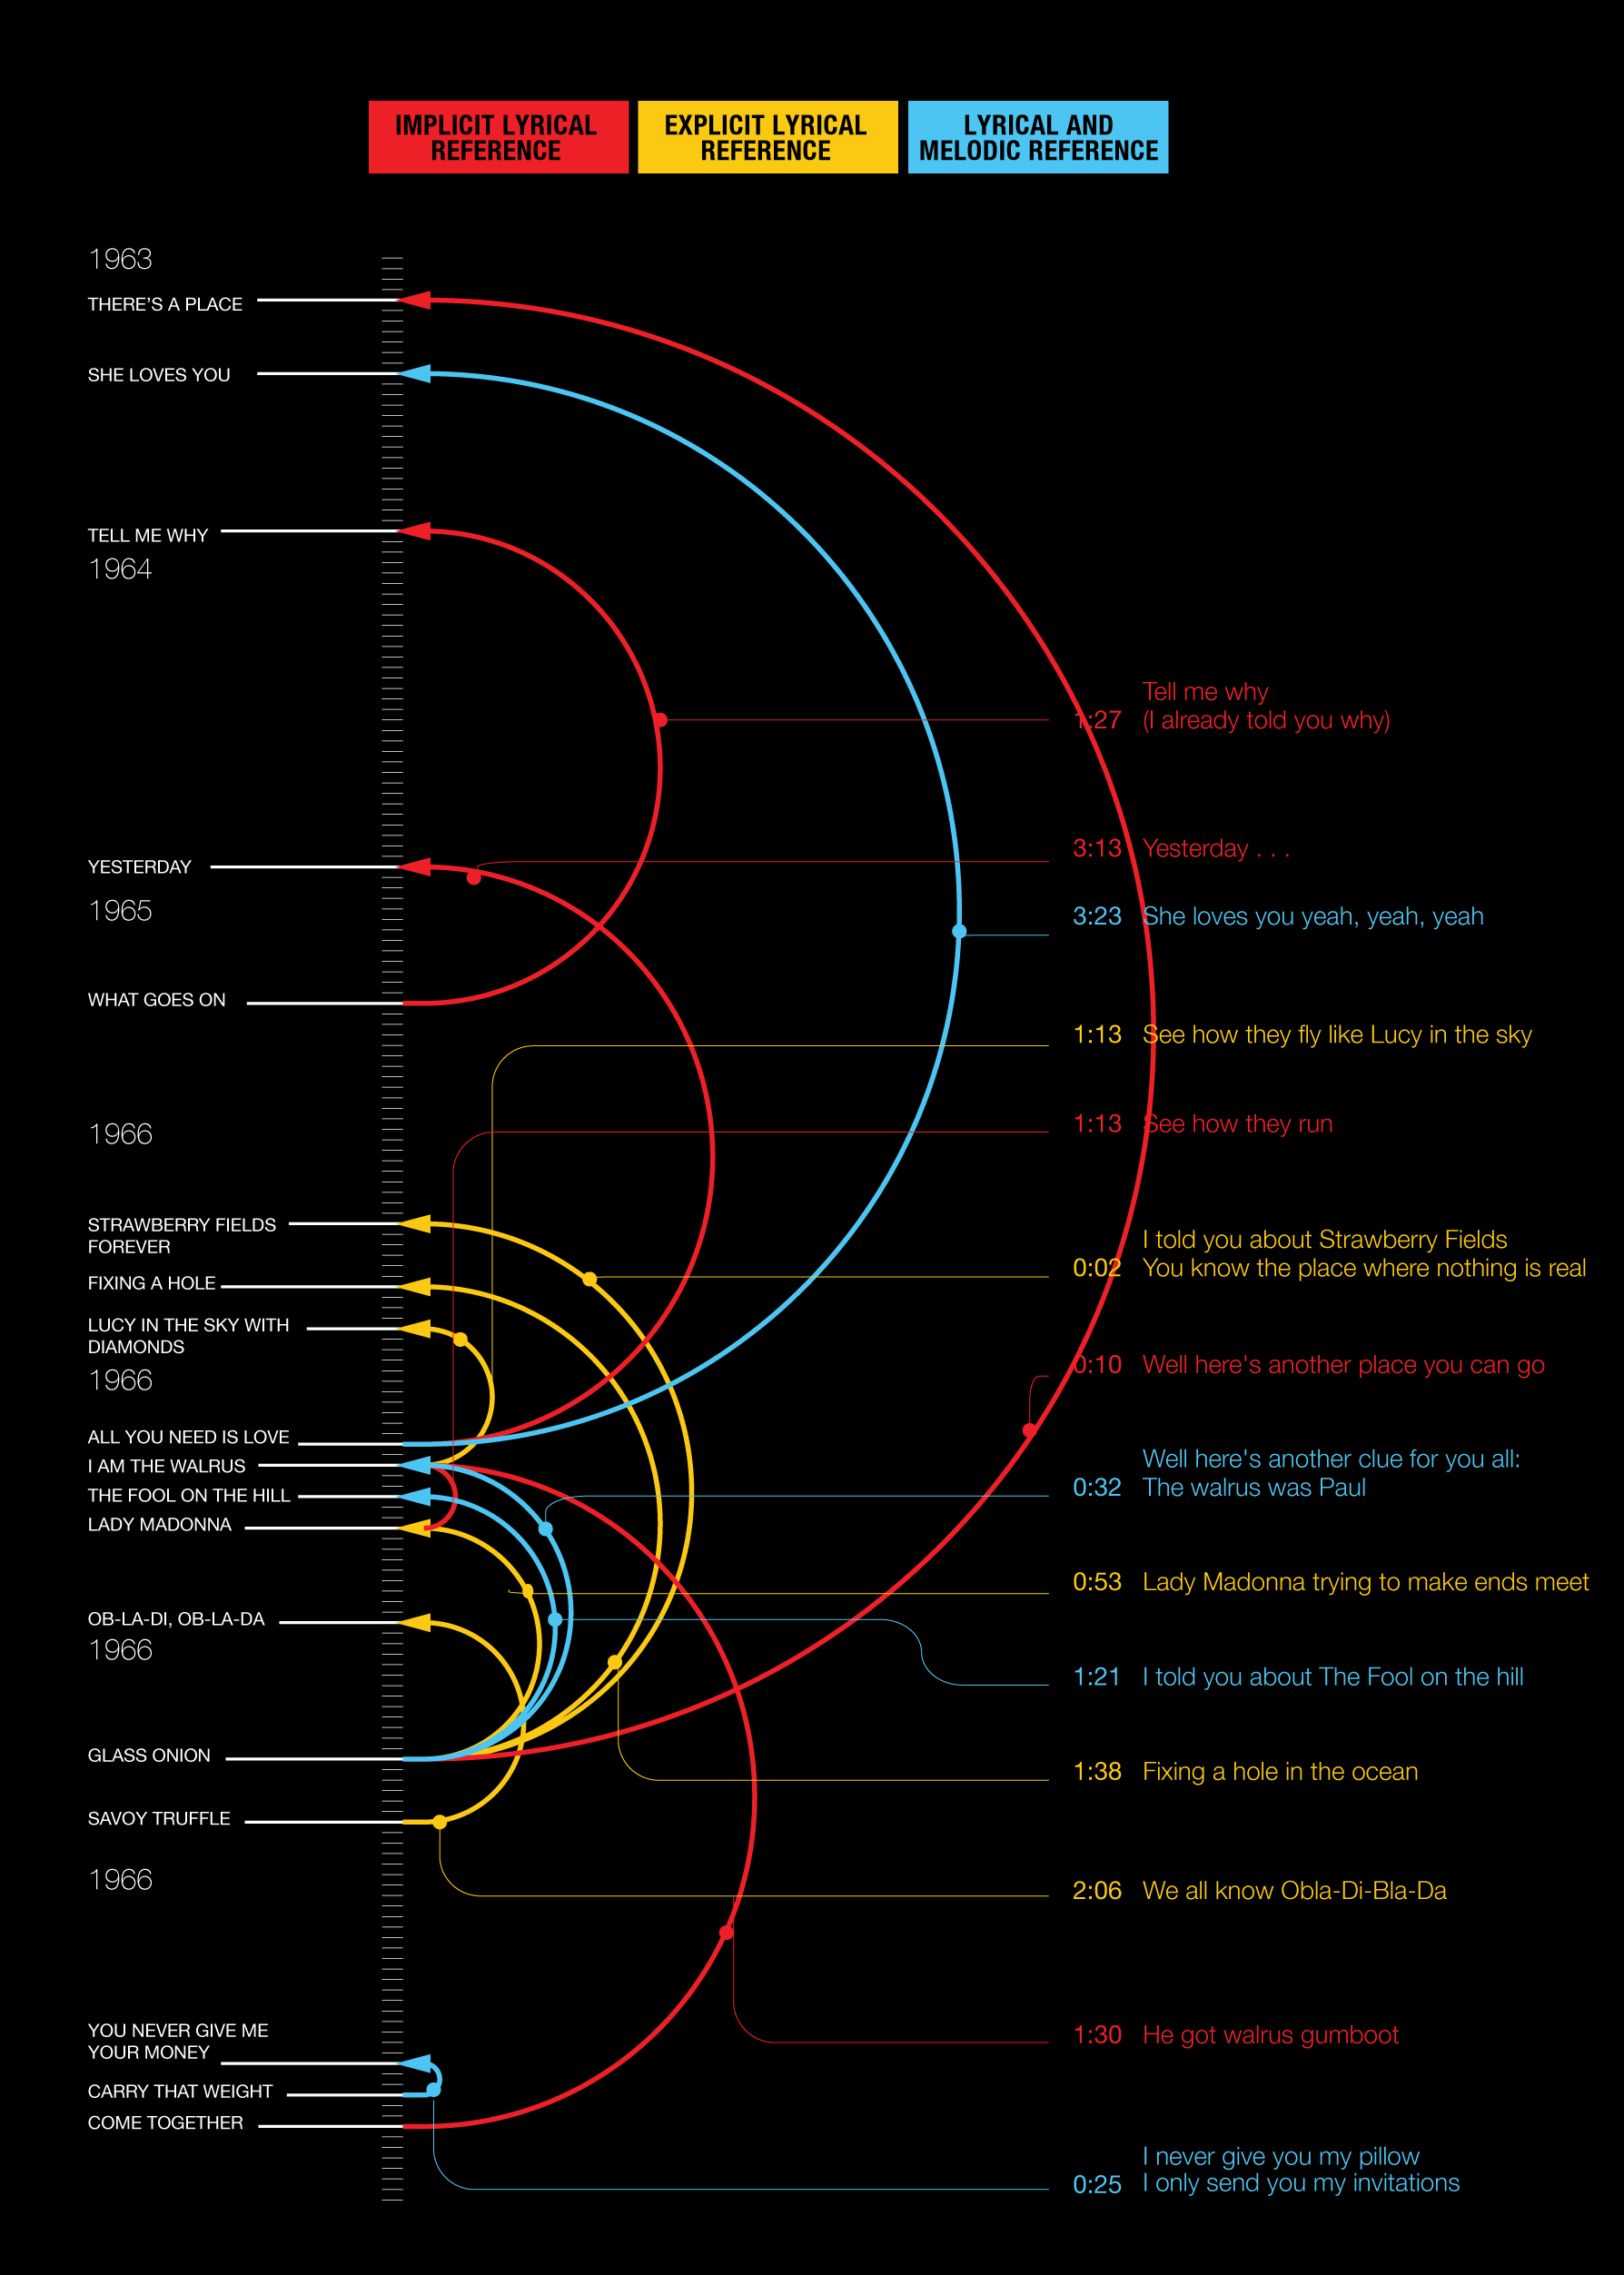 IMPLICIT LYRICAL
REFERENCE
EXPLICIT LYRICAL
REFERENCE
LYRICAL AND
MELODIC REFERENCE
1963
THERE'S A PLACE
SHE LOVES YOU
TELL ME WHY
1964
YESTERDAY
1965
WHAT GOES ON
1966
STRAWBERRY FIELDS
FOREVER
FIXING A HOLE
LUCY IN THE SKY WITH
DIAMONDS
1966
ALL YOU NEED IS LOVE
I AM THE WALRUS
THE FOOL ON THE HILL
LADY MADONNA
OB-LA-DI, OB-LA-DA
1966
GLASS ONION
SAVOY TRUFFLE
1966
YOU NEVER GIVE ME
YOUR MONEY
CARRY THAT WEIGHT
COME TOGETHER
Tell me why
1:27 (I already told you why)
3:13 Yesterday . . .
3:23 She loves you yeah, yeah, yeah
1:13 See how they fly like Lucy in the sky
1:13 See how they run
I told you about Strawberry Fields
0:02 You know the place where nothing is real
0:10 Well here's another place you can go
Well here's another clue for you all:
0:32 The walrus was Paul
0:53 Lady Madonna trying to make ends meet
1:21 I told you about The Fool on the hill
1:38 Fixing a hole in the ocean
2:06 We all know Obla-Di-Bla-Da
1:30 He got walrus gumboot
I never give you my pillow
0:25 I only send you my invitations